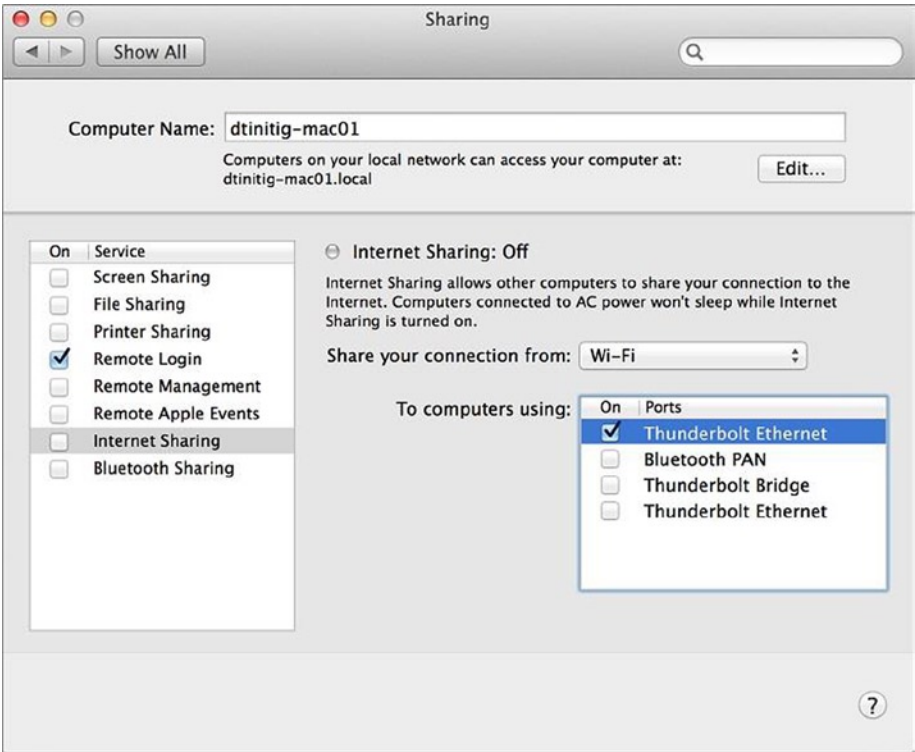 Sharing
Show All
Computer Name: dtinitig-mac01
Computers on your local network can access your computer at:
dtinitig-mac01.local
Edit...
On Service
Screen Sharing
File Sharing
Printer Sharing
Remote Login
Remote Management
Remote Apple Events
Internet Sharing
Bluetooth Sharing
Internet Sharing: Off
Internet Sharing allows other computers to share your connection to the
Internet. Computers connected to AC power won't sleep while Internet
Sharing is turned on.
Share your connection from: Wi-Fi
To computers using:
On Ports
Thunderbolt Ethernet
Bluetooth PAN
Thunderbolt Bridge
Thunderbolt Ethernet
?